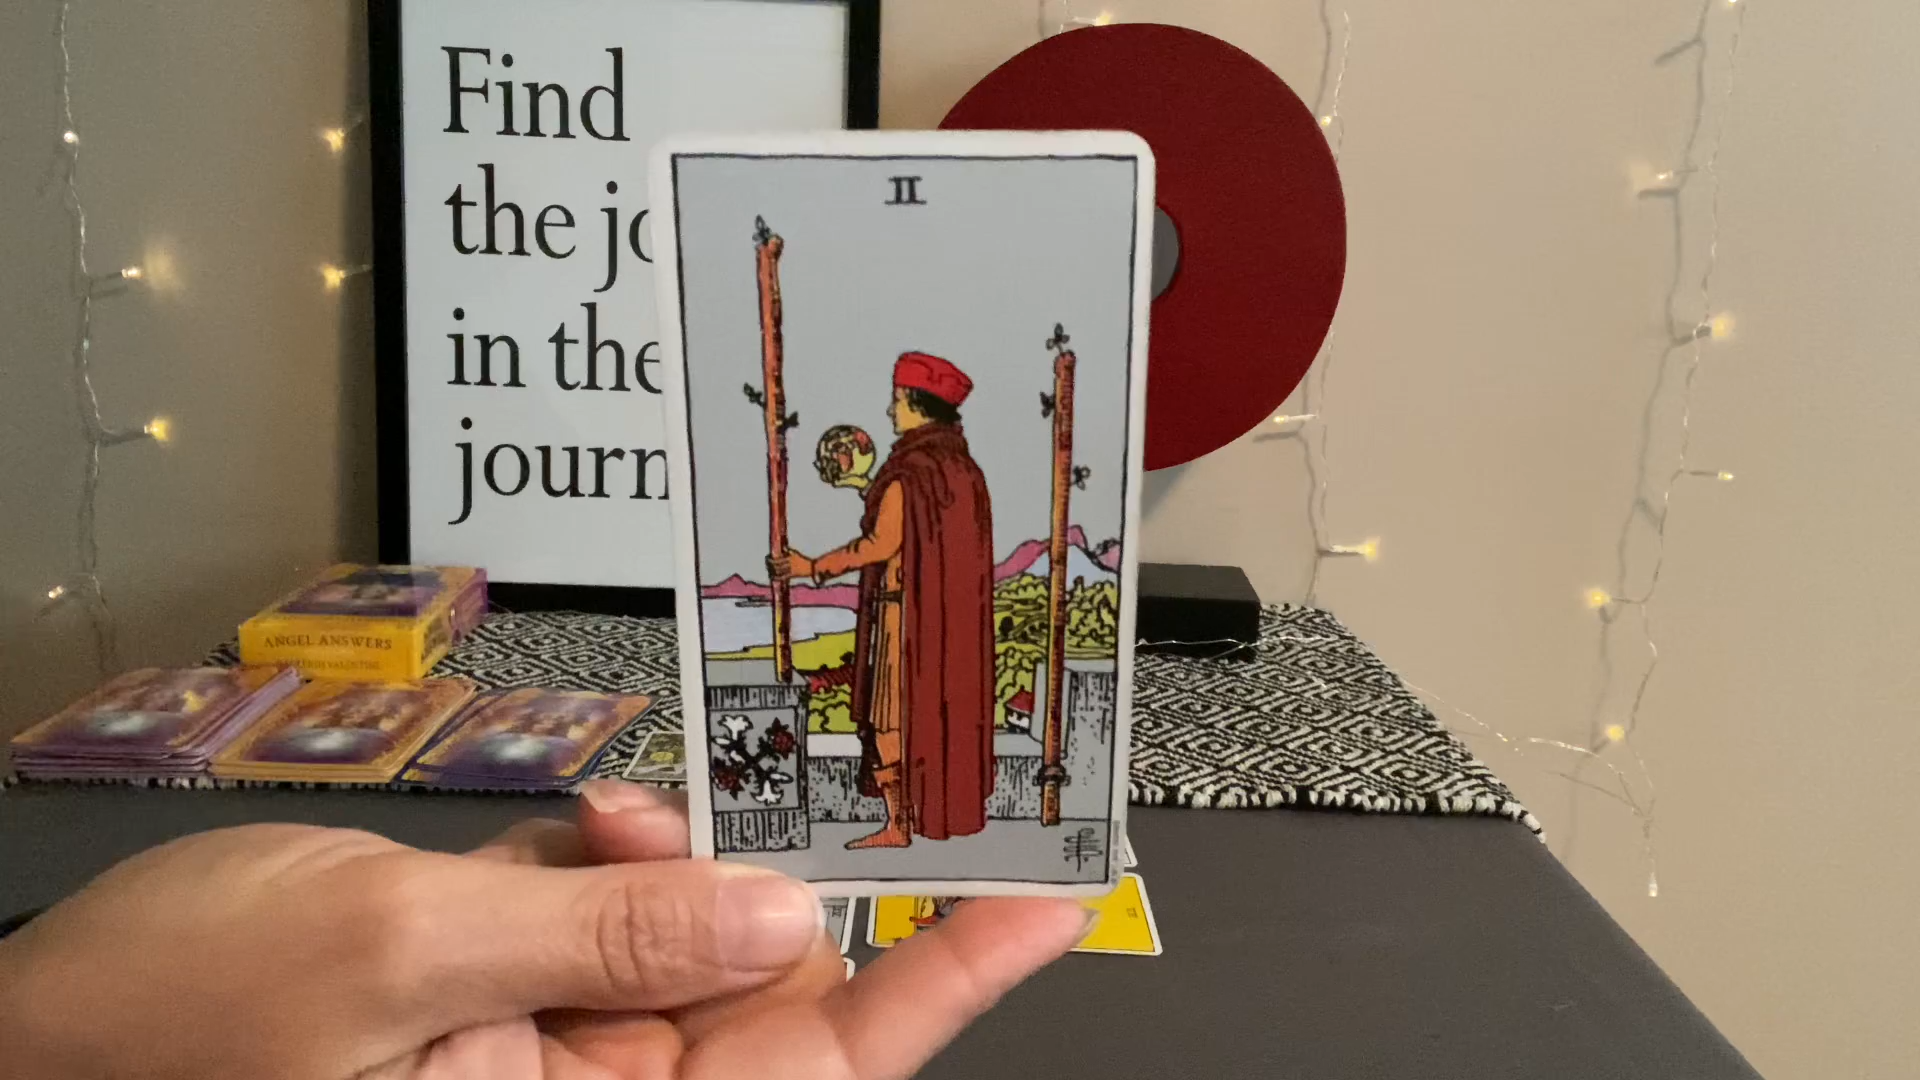 Find
the jo
in the
journ
II
ANGEL ANSWERS